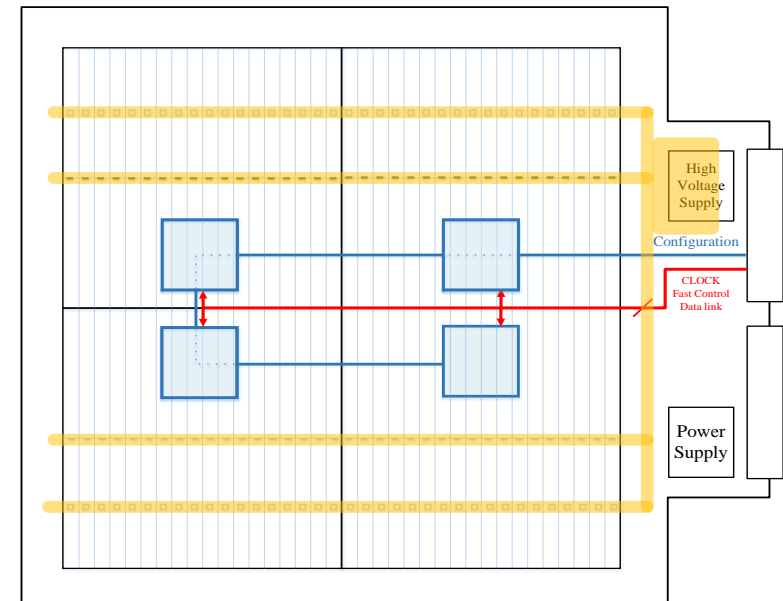 High
Voltage
Supply
Configuration
CLOCK
Fast Control
Data link
Power
Supply